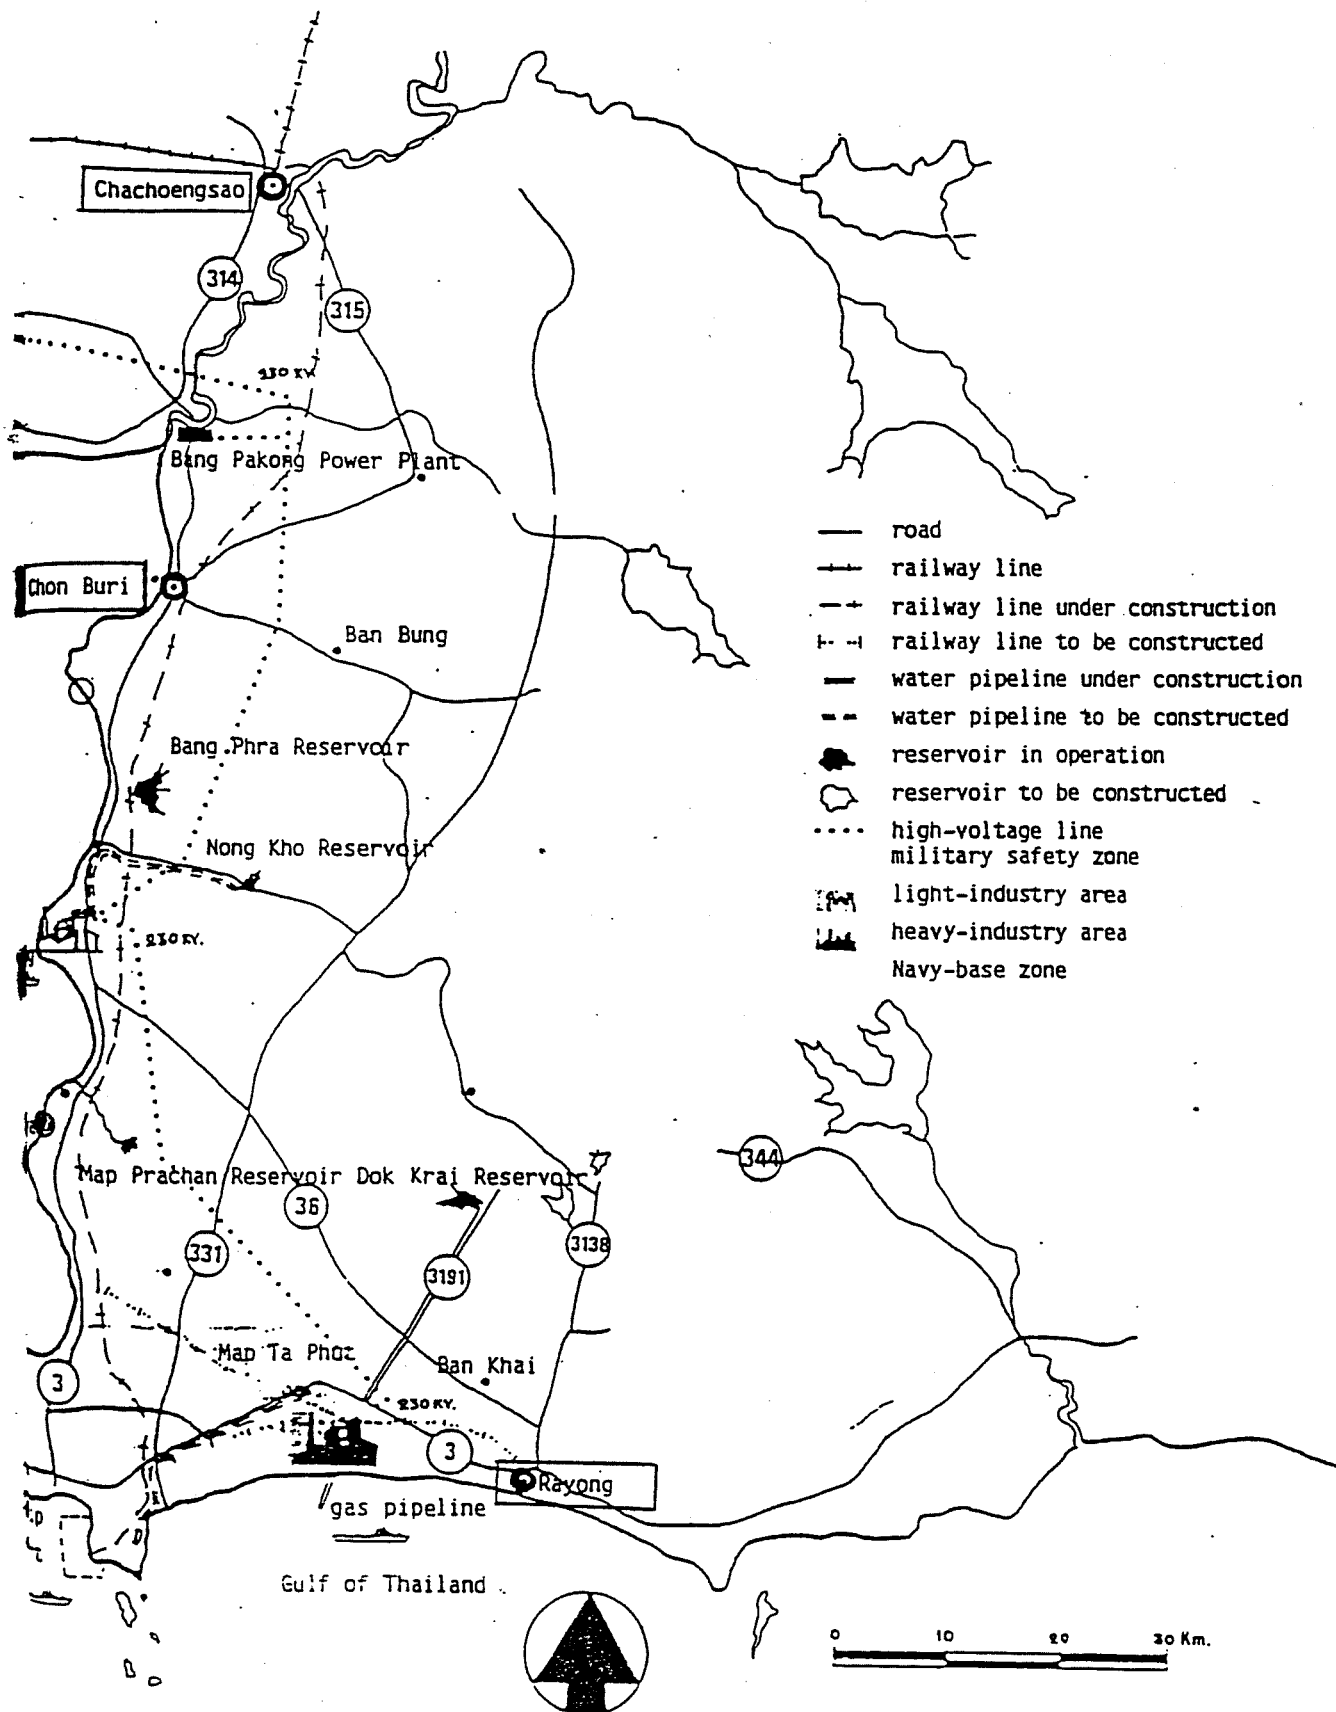 Chachoengsao
314
315
230 KV.
Bang Pakong Power Plant
Chon Buri
Ban Bung
Bang Phra Reservoir
Nong Kho Reservoir
230 KV.
road
railway line
railway line under construction
railway line to be constructed
water pipeline under construction
water pipeline to be constructed
reservoir in operation
reservoir to be constructed
high-voltage line
military safety zone
light-industry area
heavy-industry area
Navy-base zone
344
Map Prachan Reservoir Dok Krai Reservoir
36
331
3138
3191
Map Ta Phut
Ban Khai
3
230 KV.
3
Rayong
gas pipeline
Gulf of Thailand
0 10 20 30 Km.